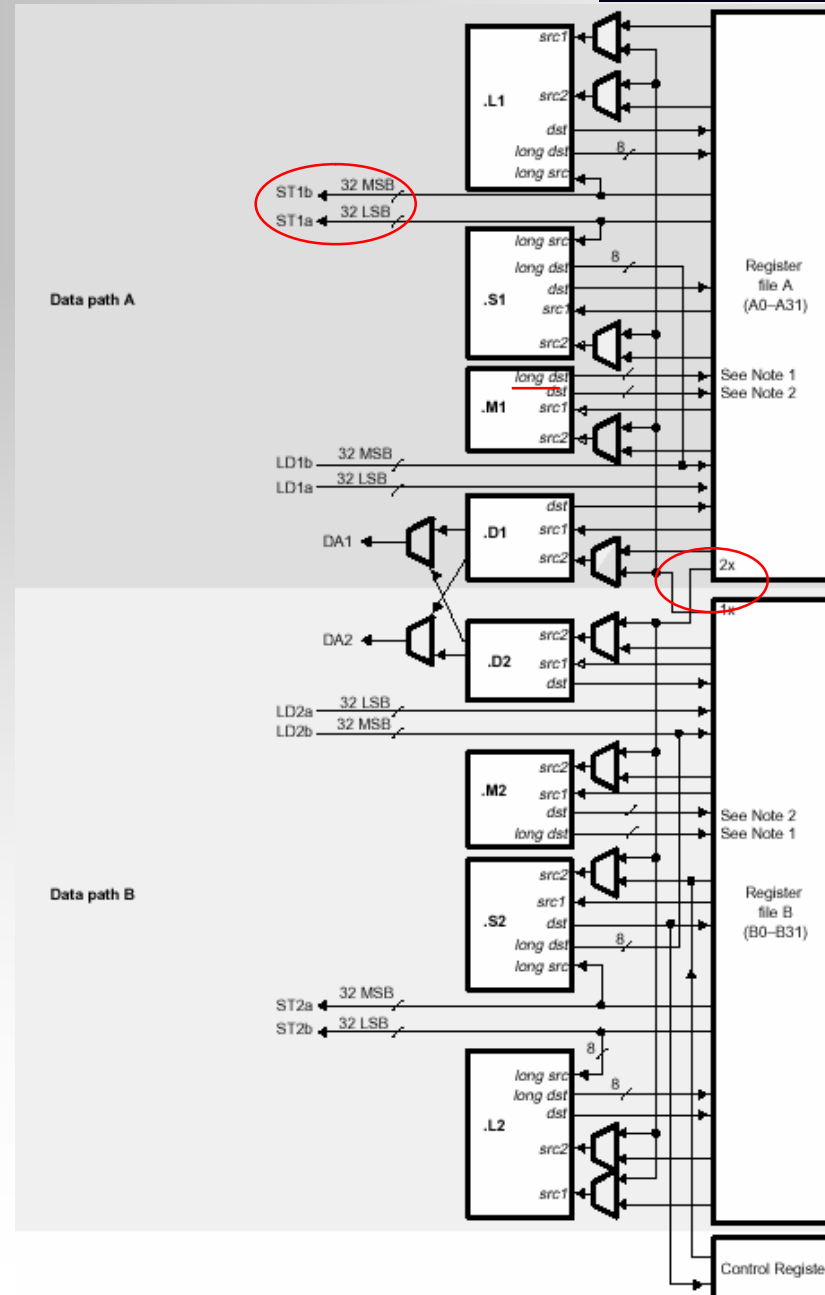 src1
.L1
src2
dst
long dst
8
long src
ST1b
32 MSB
ST1a
32 LSB
long src
8
long dst
Register
file A
(A0–A31)
Data path A
.S1
dst
src1
src2
long dst
See Note 1
dst
See Note 2
.M1
src1
src2
LD1b
32 MSB
LD1a
32 LSB
dst
.D1
src1
DA1
src2
2x
1x
DA2
src2
.D2
src1
dst
LD2a
32 LSB
LD2b
32 MSB
src2
.M2
src1
dst
See Note 2
long dst
See Note 1
src2
Data path B
Register
file B
(B0–B31)
src1
.S2
dst
long dst
8
long src
ST2a
32 MSB
ST2b
32 LSB
8
long src
long dst
8
dst
.L2
src2
src1
Control Registe